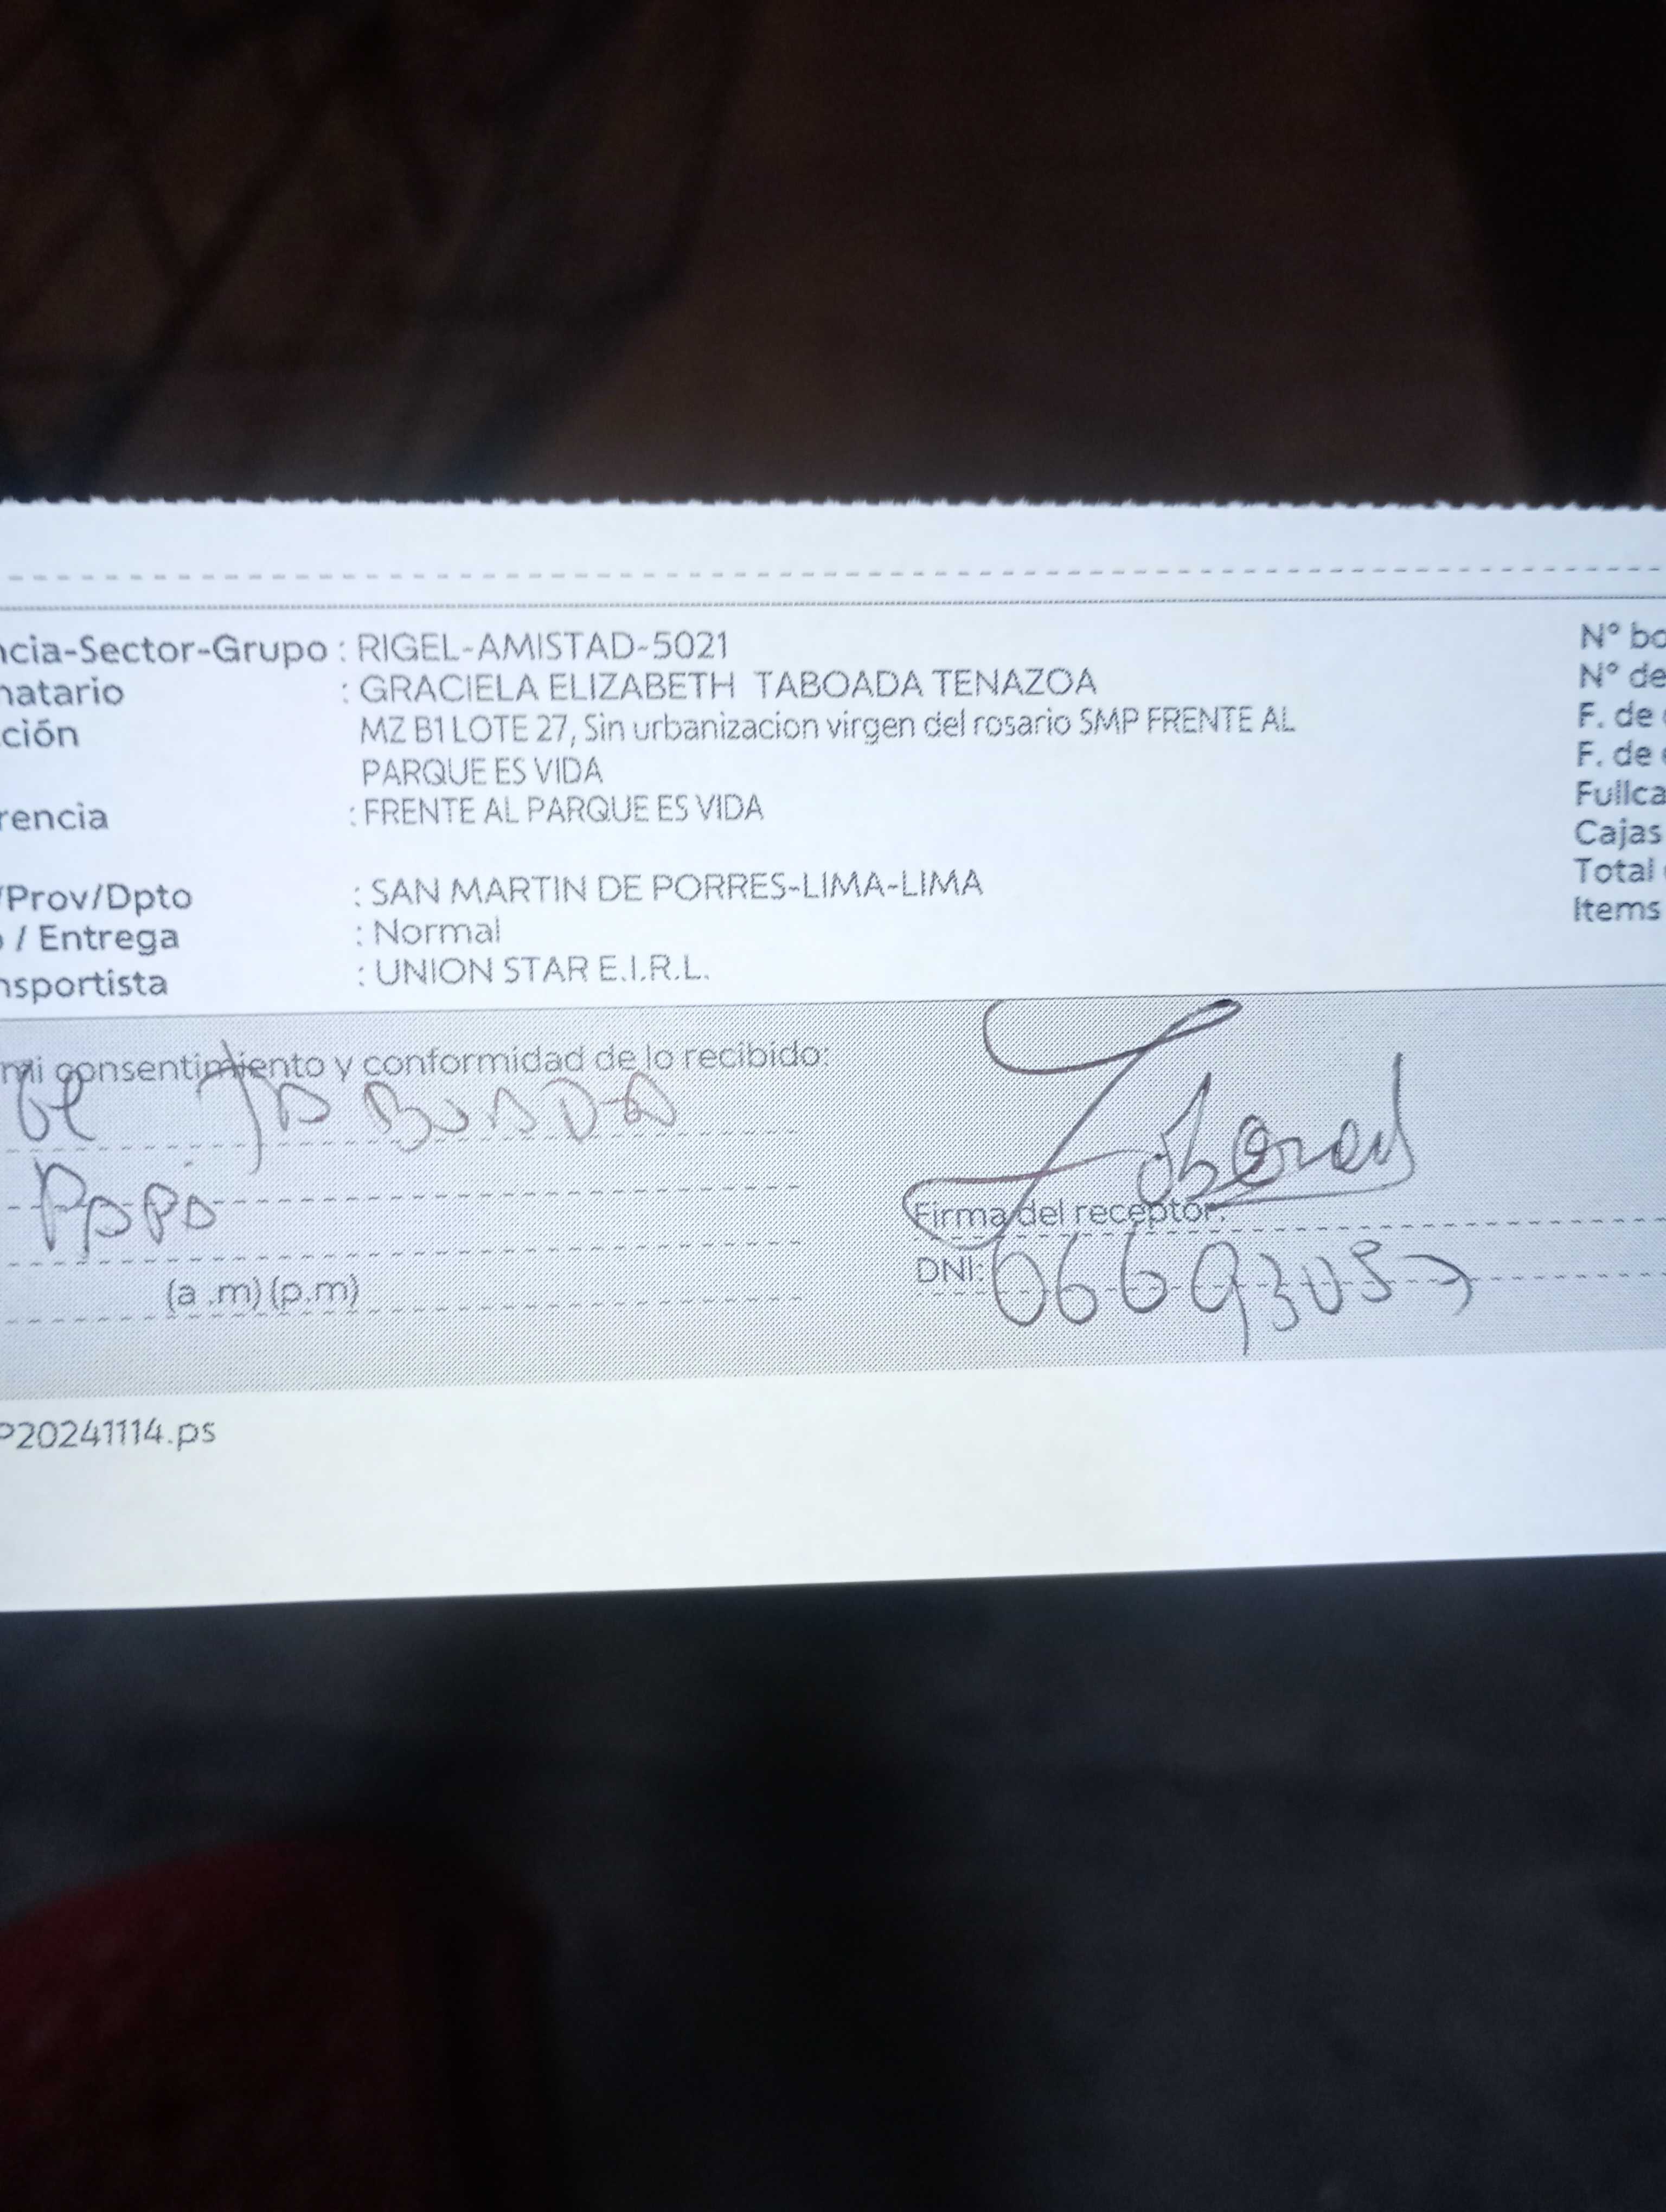 ncia-Sector-Grupo : RIGEL-AMISTAD-5021
N° bo
natario : GRACIELA ELIZABETH TABOADA TENAZOA
N° de
ción MZ B1 LOTE 27, Sin urbanizacion virgen del rosario SMP FRENTE AL
F. de
PARQUE ES VIDA
F. de
rencia : FRENTE AL PARQUE ES VIDA
Fullca
Cajas
/Prov/Dpto : SAN MARTIN DE PORRES-LIMA-LIMA
Total
/ Entrega : Normal
Items
nsportista : UNION STAR E.I.R.L.
mi consentimiento y conformidad de lo recibido:
TABOADA
PAPA
Firma del receptor:
DNI:
(a .m) (p.m)
P20241114.ps